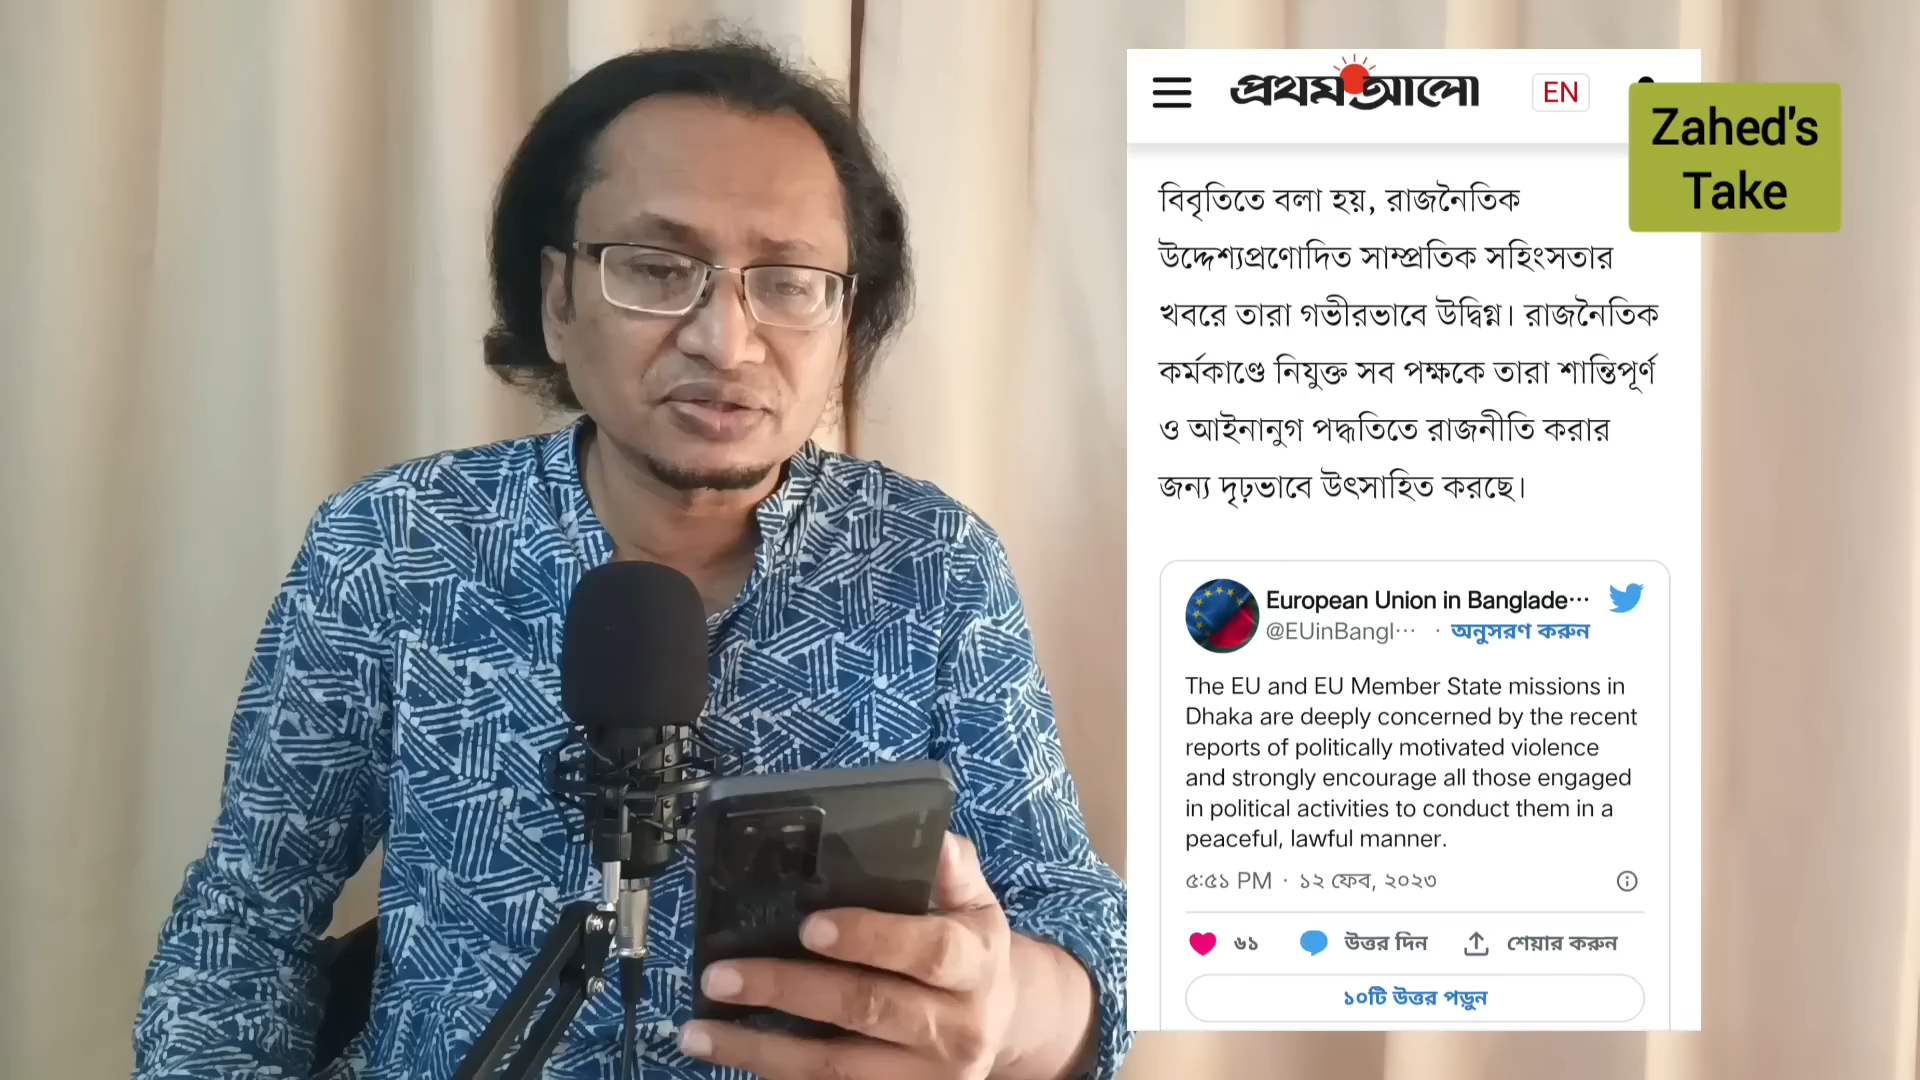 প্রথম আলো
EN
Zahed's
Take
বিবৃতিতে বলা হয়, রাজনৈতিক
উদ্দেশ্যপ্রণোদিত সাম্প্রতিক সহিংসতার
খবরে তারা গভীরভাবে উদ্বিগ্ন। রাজনৈতিক
কর্মকাণ্ডে নিযুক্ত সব পক্ষকে তারা শান্তিপূর্ণ
ও আইনানুগ পদ্ধতিতে রাজনীতি করার
জন্য দৃঢ়ভাবে উৎসাহিত করছে।
European Union in Banglade…
@EUinBangl… · অনুসরণ করুন
The EU and EU Member State missions in
Dhaka are deeply concerned by the recent
reports of politically motivated violence
and strongly encourage all those engaged
in political activities to conduct them in a
peaceful, lawful manner.
৫:৫১ PM · ১২ ফেব, ২০২৩
৬১ উত্তর দিন শেয়ার করুন
১০টি উত্তর পড়ুন